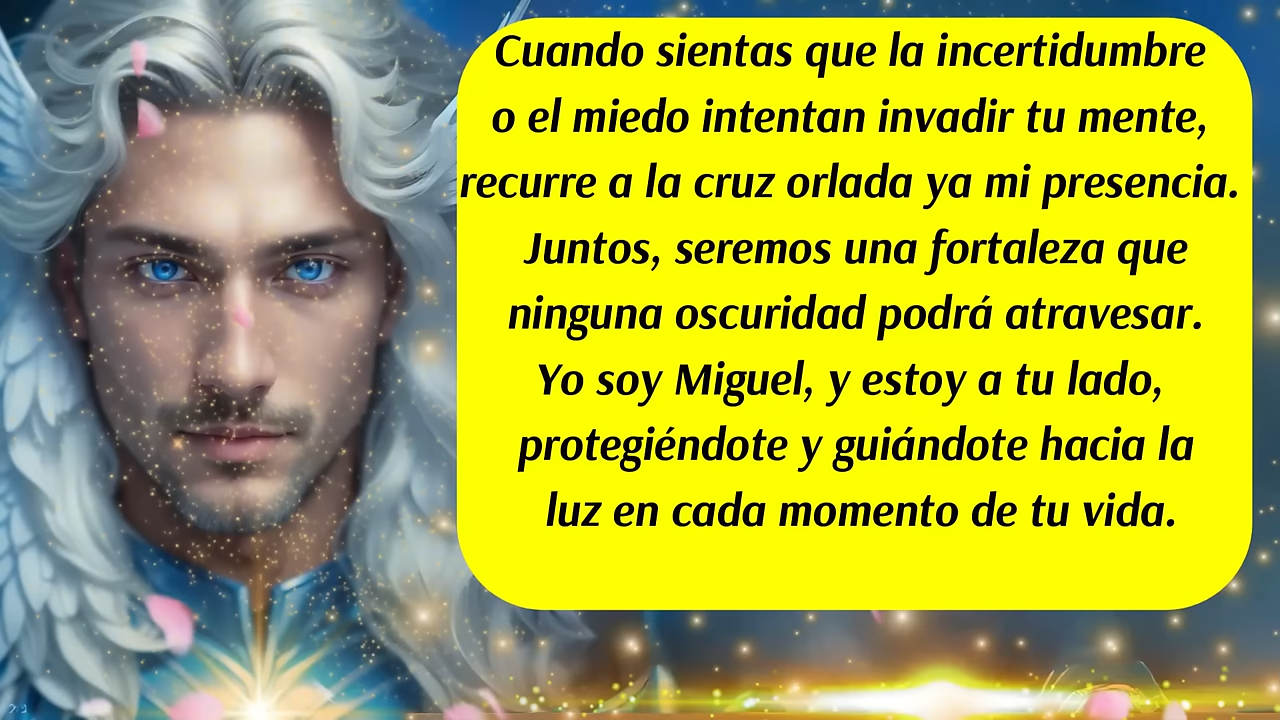 Cuando sientas que la incertidumbre
o el miedo intentan invadir tu mente,
recurre a la cruz orlada ya mi presencia.
Juntos, seremos una fortaleza que
ninguna oscuridad podrá atravesar.
Yo soy Miguel, y estoy a tu lado,
protegiéndote y guiándote hacia la
luz en cada momento de tu vida.